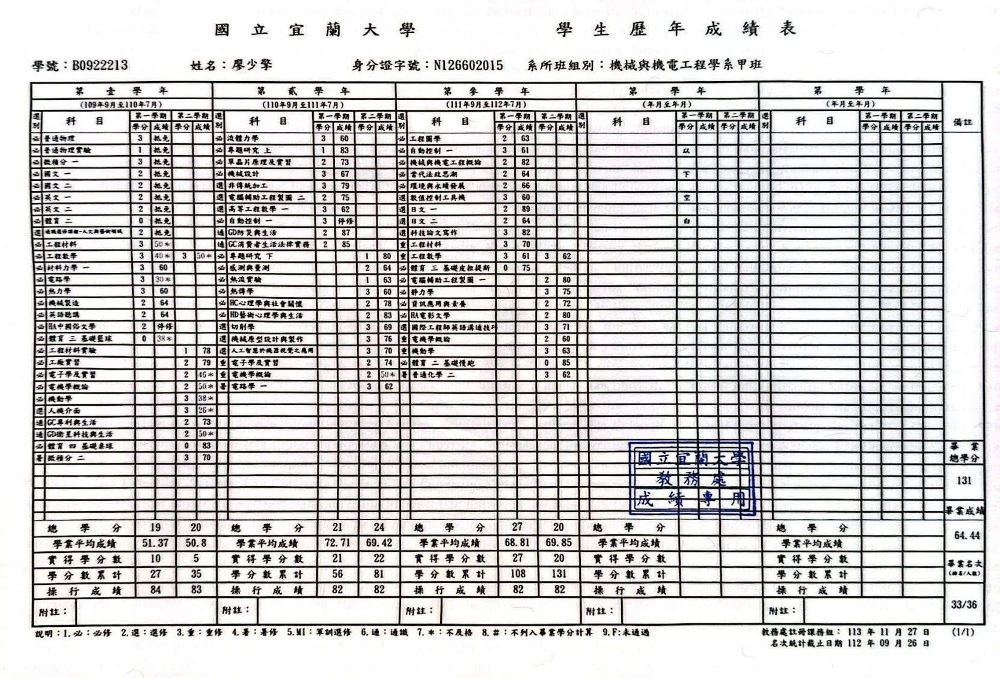 國立宜蘭大學 學生歷年成績表
學號：B0922213 姓名：廖少擎 身分證字號：N126602015 系所班組別：機械與機電工程學系甲班
第壹學年 第貳學年 第參學年 第 學年 第 學年
(109年9月至110年7月) (110年9月至111年7月) (111年9月至112年7月) (年月至年月) (年月至年月)
選別 科目 第一學期 第二學期 選別 科目 第一學期 第二學期 選別 科目 第一學期 第二學期 選別 科目 第一學期 第二學期 選別 科目 第一學期 第二學期 備註
學分 成績 學分 成績 學分 成績 學分 成績 學分 成績 學分 成績 學分 成績 學分 成績 學分 成績 學分 成績
必 普通物理 3 抵免 必 流體力學 3 60 必 工程圖學 2 63
必 普通物理實驗 1 抵免 必 專題研究 上 1 83 必 自動控制 一 3 61 以
必 微積分 一 3 抵免 必 單晶片原理及實習 2 73 必 機械與機電工程概論 2 82
必 國文 一 2 抵免 必 機械設計 3 67 必 當代法政思潮 2 64 下
必 國文 二 2 抵免 選 非傳統加工 3 79 必 環境與永續發展 2 66
必 英文 一 2 抵免 選 電腦輔助工程製圖 二 2 75 選 數值控制工具機 3 60 空
必 英文 二 2 抵免 選 高等工程數學 一 3 62 選 日文 一 2 89
必 體育 二 0 抵免 必 自動控制 一 3 停修 選 日文 二 2 64 白
選 通識選修課程-人文與藝術領域 2 抵免 通 GD防災與生活 2 87 選 科技論文寫作 3 82
必 工程材料 3 50* 通 GC消費者生活法律實務 2 85 重 工程材料 3 70
必 工程數學 3 40* 3 50* 必 專題研究 下 1 80 重 工程數學 3 61 3 62
必 材料力學 一 3 60 必 感測與量測 2 64 必 體育 三 基礎皮拉提斯 0 75
必 電路學 3 30* 必 熱流實驗 1 63 必 電腦輔助工程製圖 一 2 80
必 熱力學 3 60 必 熱傳學 3 60 必 靜力學 3 75
必 機械製造 2 64 必 HC心理學與社會關懷 2 78 必 資訊應用與素養 2 72
必 英語聽講 2 64 必 HD藝術心理學與生活 2 83 必 HA電影文學 2 80
必 HA中國俗文學 2 停修 選 切削學 3 69 選 國際工程師英語溝通技巧 3 71
必 體育 三 基礎籃球 0 38* 選 機械原型設計與製作 3 76 重 電機學概論 2 60
必 工程材料實驗 1 78 選 人工智慧於機器視覺之應用 3 70 重 機動學 3 63
必 工廠實習 2 79 重 電子學及實習 2 74 必 體育 二 基礎慢跑 0 85
必 電子學及實習 2 46* 重 電機學概論 2 50* 暑 普通化學 二 3 62
必 電機學概論 2 50* 暑 電路學 一 3 62
必 機動學 3 38*
選 人機介面 3 26*
通 GC專利與生活 2 73
通 GD衛星科技與生活 2 50*
必 體育 四 基礎桌球 0 83
暑 微積分 二 3 70
國立宜蘭大學
教務處
成績專用
畢業總學分
131
畢業成績
總學分 19 20 總學分 21 24 總學分 27 20 總學分 總學分 64.44
學業平均成績 51.37 50.8 學業平均成績 72.71 69.42 學業平均成績 68.81 69.85 學業平均成績 學業平均成績
實得學分數 10 5 實得學分數 21 22 實得學分數 27 20 實得學分數 實得學分數 畢業名次
學分數累計 27 35 學分數累計 56 81 學分數累計 108 131 學分數累計 學分數累計 (排名/人數)
操行成績 84 83 操行成績 82 82 操行成績 82 82 操行成績 操行成績
附註： 附註： 附註： 附註： 附註： 33/36
說明：1.必：必修 2.選：選修 3.重：重修 4.暑：暑修 5.MI：軍訓選修 6.通：通識 7.*：不及格 8.#：不列入畢業學分計算 9.F:未通過 教務處註冊課務組： 113 年 11 月 27 日 (1/1)
名次統計截止日期 112 年 09 月 26 日